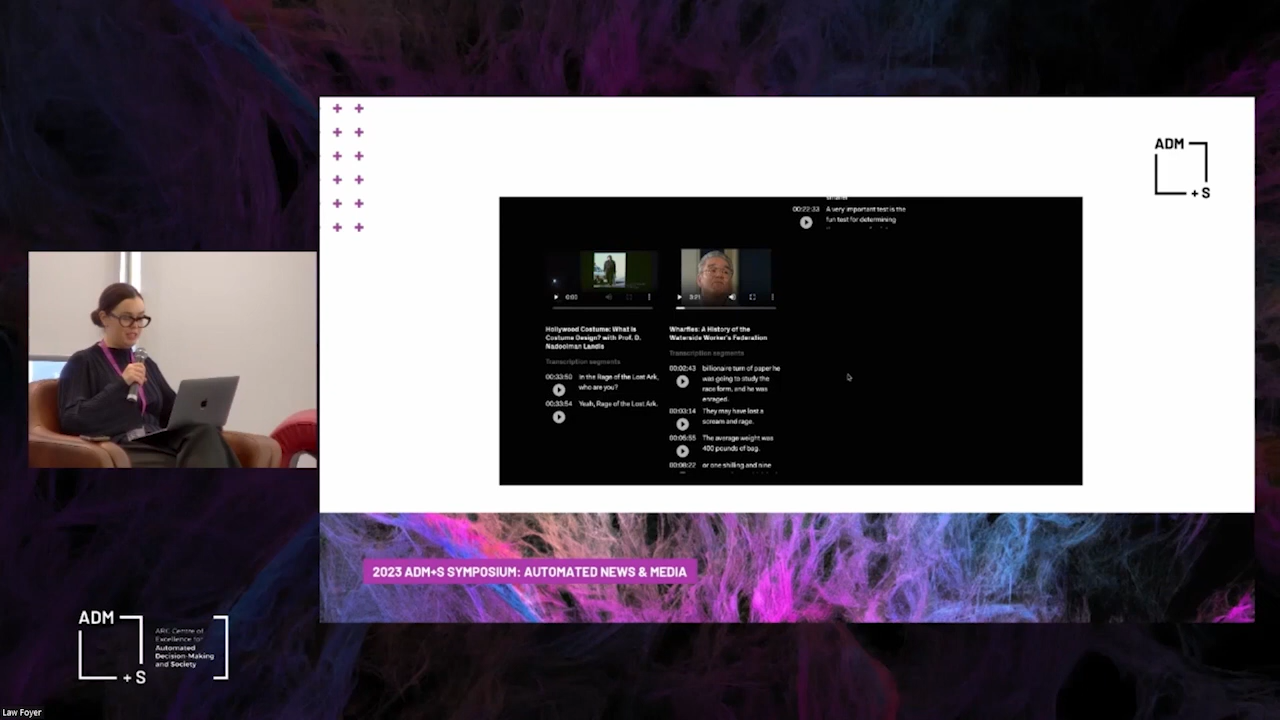 ADM
+ S
A very important test is the
00:22:33
fun test for determining
0:00
3:21
Hollywood Costume: What is
Costume Design? with Prof. D.
Nadoolman Landis
Transcription segments
00:33:50
In the Rage of the Lost Ark,
who are you?
00:33:54
Yeah, Rage of the Lost Ark.
Wharfies: A History of the
Waterside Worker's Federation
Transcription segments
00:02:43
billionaire turn of paper he
was going to study the
race form, and he was
enraged.
00:03:14
They may have lost a
scream and rage.
00:05:55
The average weight was
400 pounds of bag.
00:08:22
or one shilling and nine
2023 ADM+S SYMPOSIUM: AUTOMATED NEWS & MEDIA
ADM
+ S
ARC Centre of
Excellence for
Automated
Decision-Making
and Society
Law Foyer